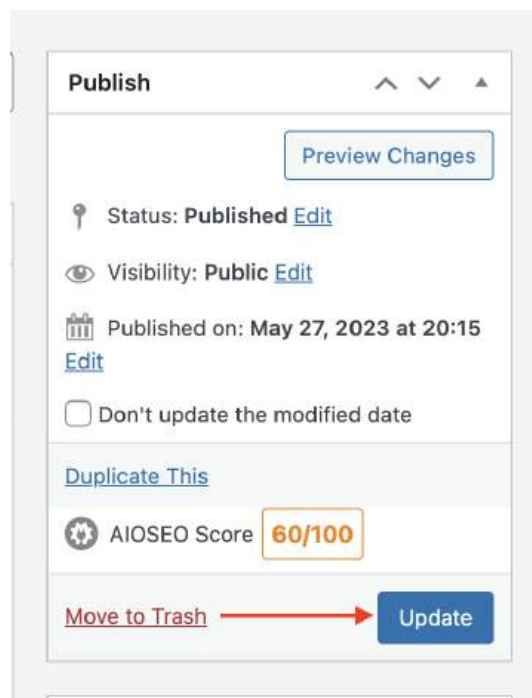 Publish
Preview Changes
Status: Published Edit
Visibility: Public Edit
Published on: May 27, 2023 at 20:15
Edit
Don't update the modified date
Duplicate This
AIOSEO Score 60/100
Move to Trash Update